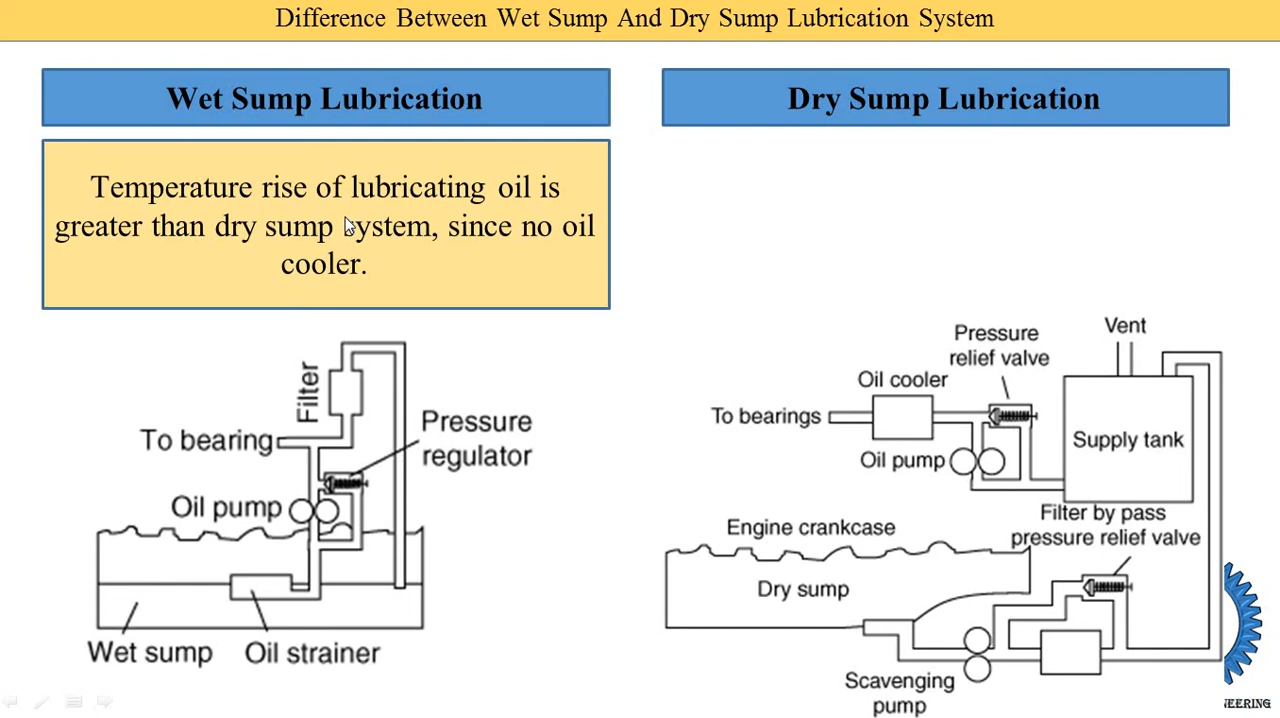 Difference Between Wet Sump And Dry Sump Lubrication System
Wet Sump Lubrication
Dry Sump Lubrication
Temperature rise of lubricating oil is
greater than dry sump system, since no oil
cooler.
Filter
To bearing
Pressure
regulator
Oil pump
Wet sump
Oil strainer
Pressure
relief valve
Vent
Oil cooler
To bearings
Oil pump
Supply tank
Filter by pass
pressure relief valve
Engine crankcase
Dry sump
Scavenging
pump